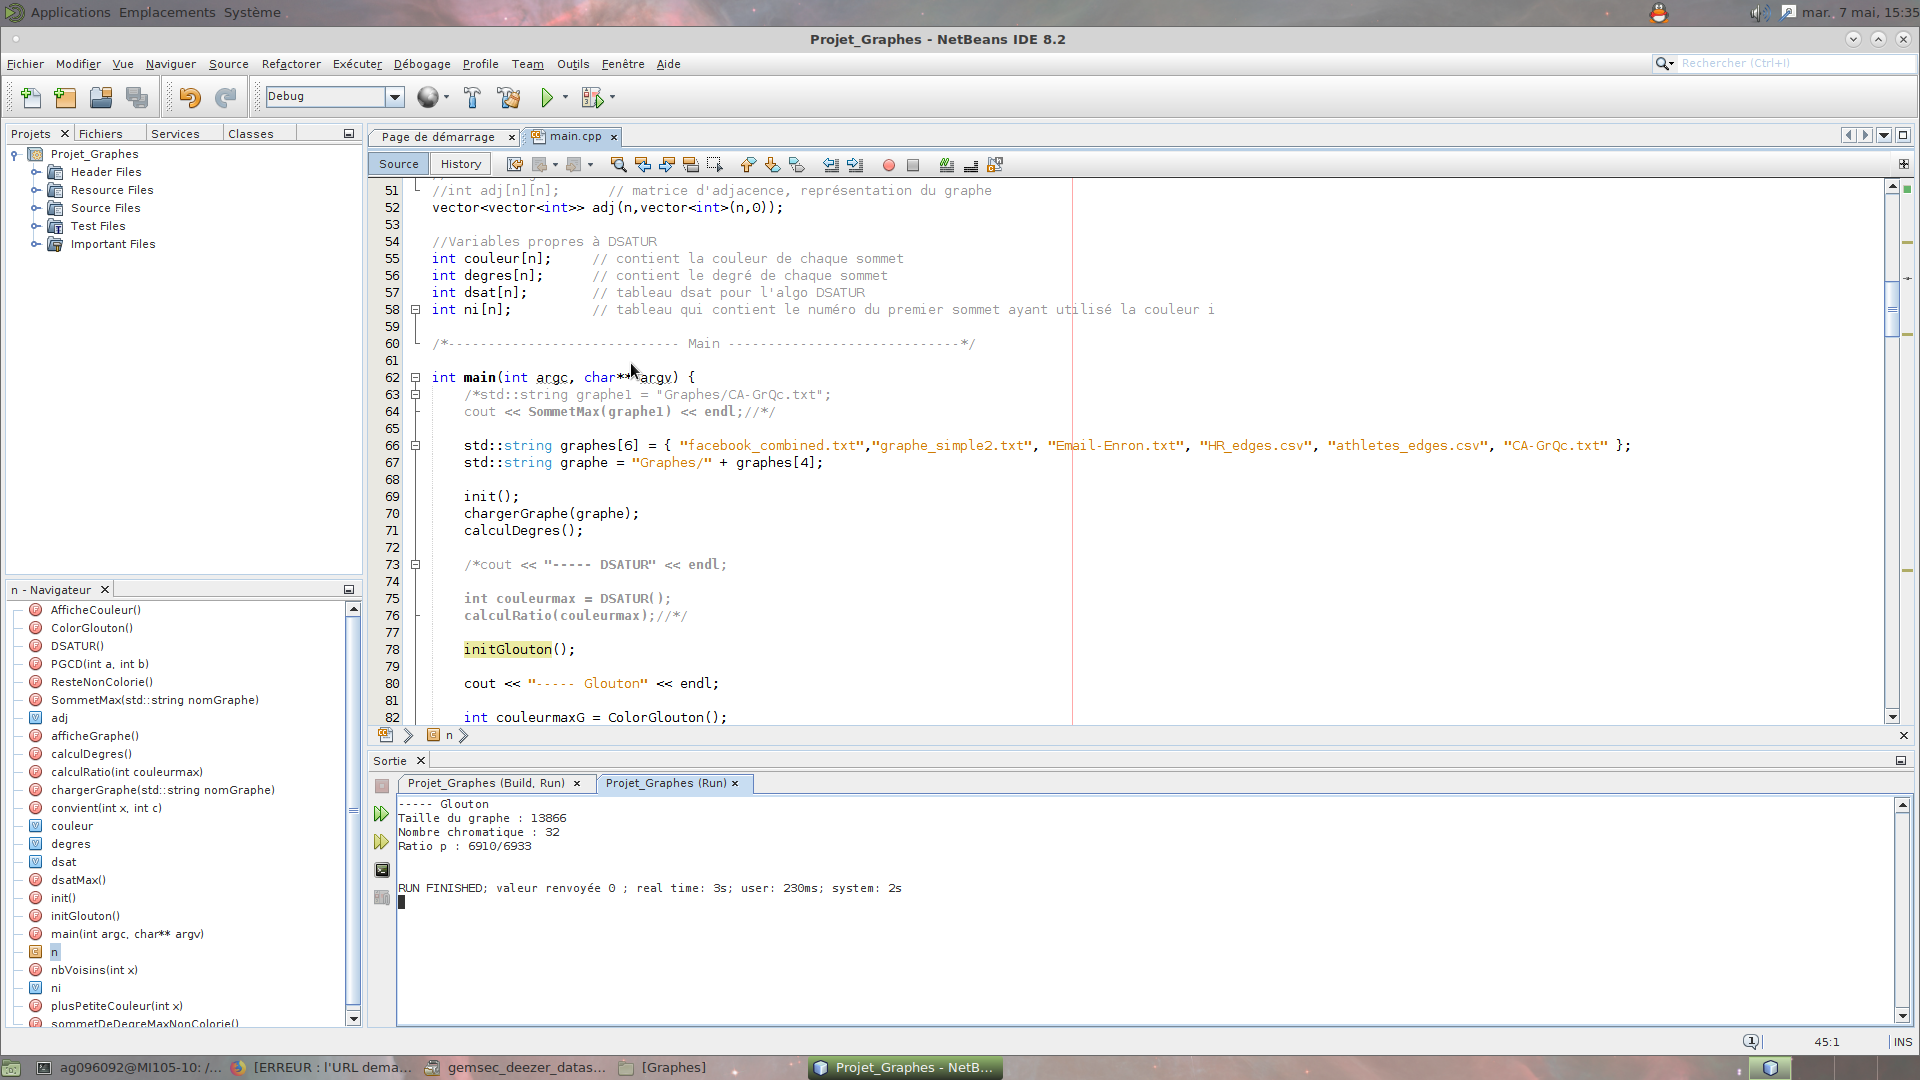 Applications Emplacements Système
mar. 7 mai, 15:35
Projet_Graphes - NetBeans IDE 8.2
Fichier Modifier Vue Naviguer Source Refactorer Exécuter Débogage Profile Team Outils Fenêtre Aide
Rechercher (Ctrl+I)
Debug
Projets Fichiers Services Classes
Projet_Graphes
Header Files
Resource Files
Source Files
Test Files
Important Files
n - Navigateur
AfficheCouleur()
ColorGlouton()
DSATUR()
PGCD(int a, int b)
ResteNonColorie()
SommetMax(std::string nomGraphe)
adj
afficheGraphe()
calculDegres()
calculRatio(int couleurmax)
chargerGraphe(std::string nomGraphe)
convient(int x, int c)
couleur
degres
dsat
dsatMax()
init()
initGlouton()
main(int argc, char** argv)
n
nbVoisins(int x)
ni
plusPetiteCouleur(int x)
sommetDeDegreMaxNonColorie()
Page de démarrage main.cpp
Source History
51 //int adj[n][n]; // matrice d'adjacence, représentation du graphe
52 vector<vector<int>> adj(n,vector<int>(n,0));
53
54 //Variables propres à DSATUR
55 int couleur[n]; // contient la couleur de chaque sommet
56 int degres[n]; // contient le degré de chaque sommet
57 int dsat[n]; // tableau dsat pour l'algo DSATUR
58 int ni[n]; // tableau qui contient le numéro du premier sommet ayant utilisé la couleur i
59
60 /*---------------------------- Main -----------------------------*/
61
62 int main(int argc, char** argv) {
63 /*std::string graphe1 = "Graphes/CA-GrQc.txt";
64 cout << SommetMax(graphe1) << endl;//*/
65
66 std::string graphes[6] = { "facebook_combined.txt","graphe_simple2.txt", "Email-Enron.txt", "HR_edges.csv", "athletes_edges.csv", "CA-GrQc.txt" };
67 std::string graphe = "Graphes/" + graphes[4];
68
69 init();
70 chargerGraphe(graphe);
71 calculDegres();
72
73 /*cout << "----- DSATUR" << endl;
74
75 int couleurmax = DSATUR();
76 calculRatio(couleurmax);//*/
77
78 initGlouton();
79
80 cout << "----- Glouton" << endl;
81
82 int couleurmaxG = ColorGlouton();
n
Sortie
Projet_Graphes (Build, Run) Projet_Graphes (Run)
----- Glouton
Taille du graphe : 13866
Nombre chromatique : 32
Ratio p : 6910/6933
RUN FINISHED; valeur renvoyée 0 ; real time: 3s; user: 230ms; system: 2s
45:1 INS
ag096092@MI105-10: /... [ERREUR : l'URL dema... gemsec_deezer_datas... [Graphes] Projet_Graphes - NetB...